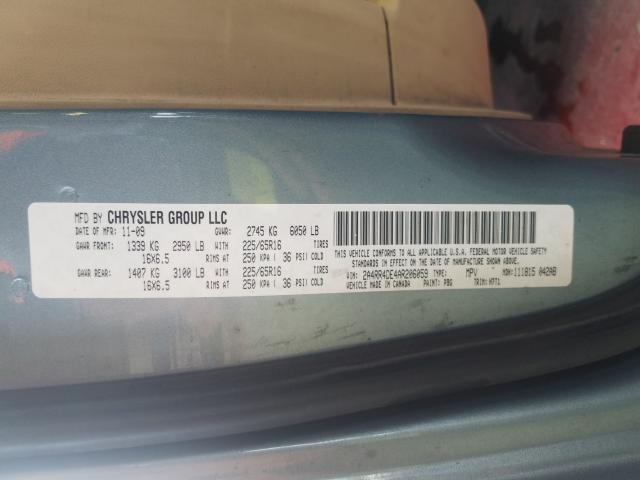 MFD BY CHRYSLER GROUP LLC
DATE OF MFR: 11-09 GVWR: 2745 KG 6050 LB
GAWR FRONT: 1339 KG 2950 LB WITH 225/65R16 TIRES
16X6.5 RIMS AT 250 KPA ( 36 PSI) COLD
GAWR REAR: 1407 KG 3100 LB WITH 225/65R16 TIRES
16X6.5 RIMS AT 250 KPA ( 36 PSI) COLD
THIS VEHICLE CONFORMS TO ALL APPLICABLE U.S.A. FEDERAL MOTOR VEHICLE SAFETY
STANDARDS IN EFFECT ON THE DATE OF MANUFACTURE SHOWN ABOVE.
VIN: 2A4RR4DE4AR206059 TYPE: MPV MDH: 111815 042AB
VEHICLE MADE IN CANADA PAINT: PBG TRIM: H7T1